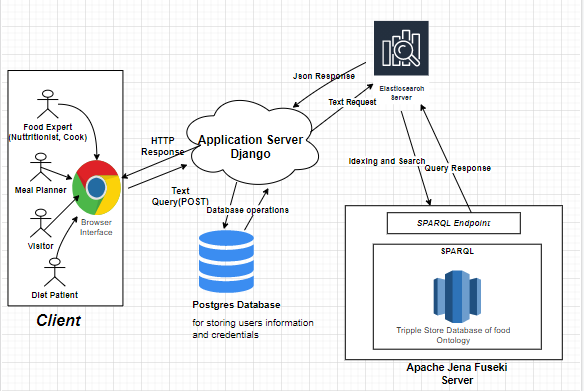 Json Response
Elasticsearch
Server
Text Request
Food Expert
(Nuttritionist, Cook)
HTTP
Response
Application Server
Django
Idexing and Search
Query Response
Meal Planner
Text
Query(POST)
Database operations
Browser
Interface
Visitor
SPARQL Endpoint
SPARQL
Diet Patient
Postgres Database
for storing users information
and credentials
Client
Tripple Store Database of food
Ontology
Apache Jena Fuseki
Server